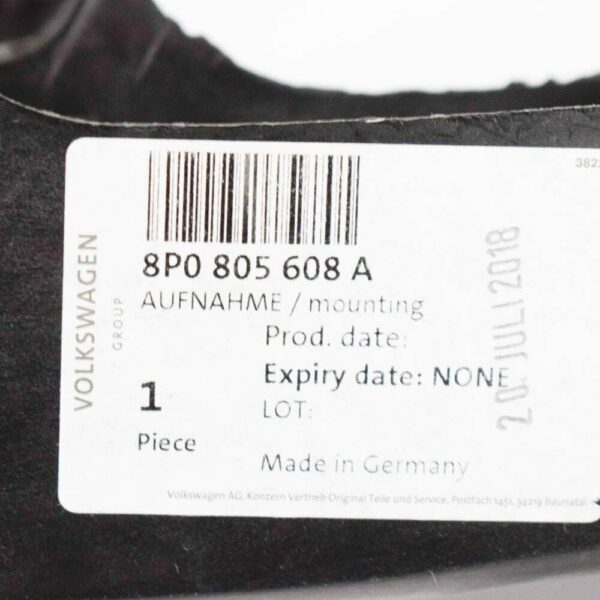 3822
8P0 805 608 A
AUFNAHME / mounting
Prod. date:
Expiry date: NONE
LOT:
1
Piece
Made in Germany
Volkswagen AG, Konzern Vertrieb Original Teile und Service, Postfach 1451, 34219 Baunatal
VOLKSWAGEN
GROUP
20. JULI 2018